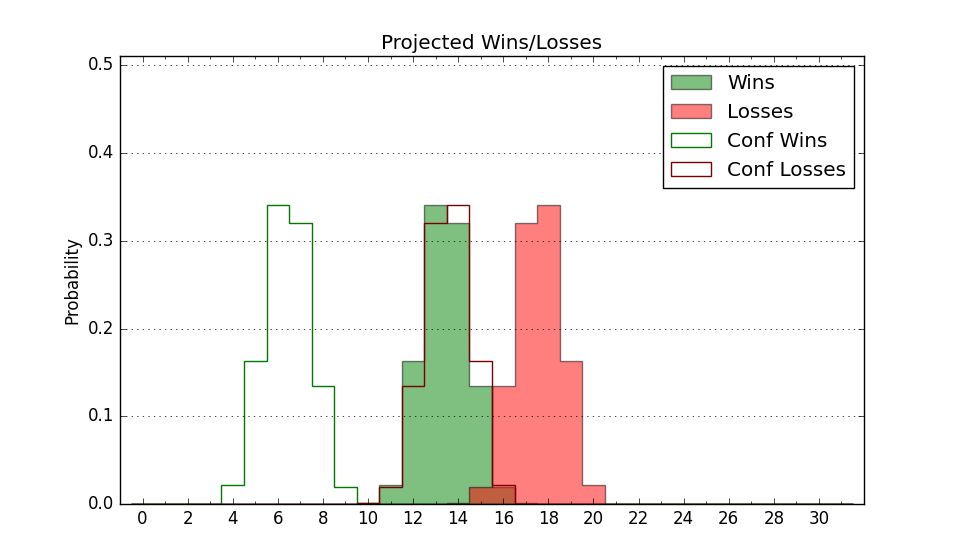 Projected Wins/Losses
0.5
0.4
0.3
0.2
0.1
0.0
Probability
Wins
Losses
Conf Wins
Conf Losses
0 2 4 6 8 10 12 14 16 18 20 22 24 26 28 30